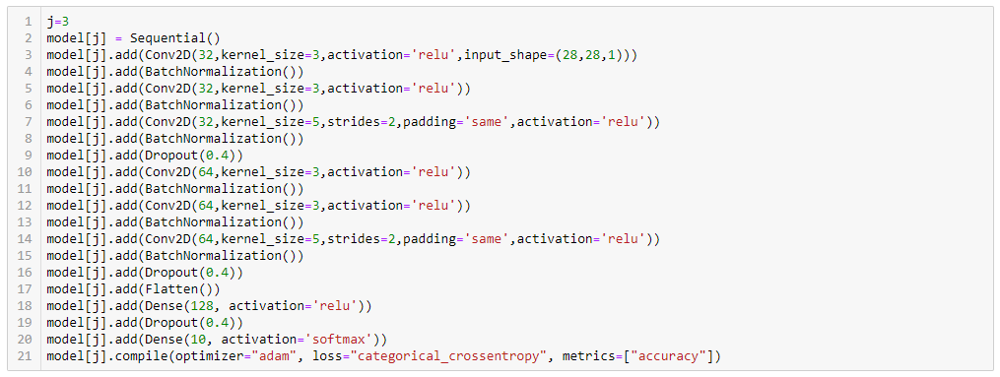 1 j=3
2 model[j] = Sequential()
3 model[j].add(Conv2D(32,kernel_size=3,activation='relu',input_shape=(28,28,1)))
4 model[j].add(BatchNormalization())
5 model[j].add(Conv2D(32,kernel_size=3,activation='relu'))
6 model[j].add(BatchNormalization())
7 model[j].add(Conv2D(32,kernel_size=5,strides=2,padding='same',activation='relu'))
8 model[j].add(BatchNormalization())
9 model[j].add(Dropout(0.4))
10 model[j].add(Conv2D(64,kernel_size=3,activation='relu'))
11 model[j].add(BatchNormalization())
12 model[j].add(Conv2D(64,kernel_size=3,activation='relu'))
13 model[j].add(BatchNormalization())
14 model[j].add(Conv2D(64,kernel_size=5,strides=2,padding='same',activation='relu'))
15 model[j].add(BatchNormalization())
16 model[j].add(Dropout(0.4))
17 model[j].add(Flatten())
18 model[j].add(Dense(128, activation='relu'))
19 model[j].add(Dropout(0.4))
20 model[j].add(Dense(10, activation='softmax'))
21 model[j].compile(optimizer="adam", loss="categorical_crossentropy", metrics=["accuracy"])